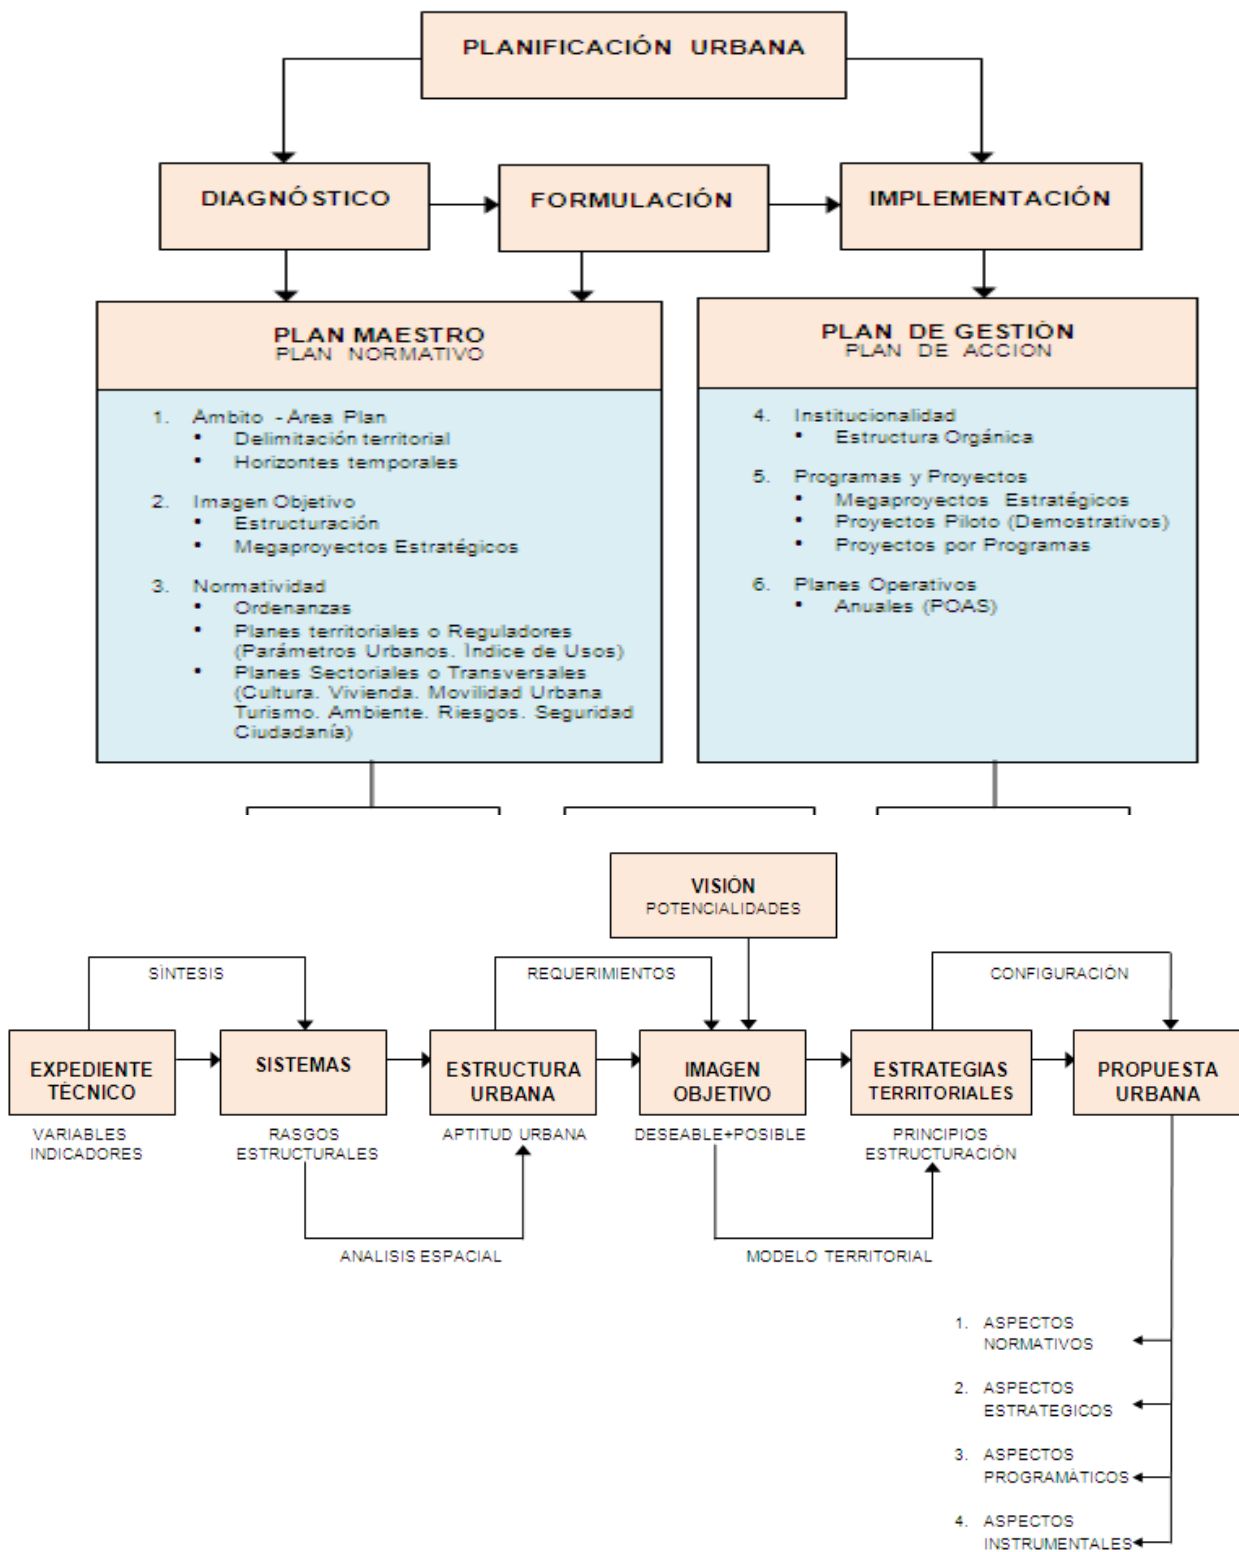 PLANIFICACIÓN URBANA
DIAGNÓSTICO
FORMULACIÓN
IMPLEMENTACIÓN
PLAN MAESTRO
PLAN NORMATIVO
1. Ambito - Area Plan
• Delimitación territorial
• Horizontes temporales
2. Imagen Objetivo
• Estructuración
• Megaproyectos Estratégicos
3. Normatividad
• Ordenanzas
• Planes territoriales o Reguladores
(Parámetros Urbanos. Indice de Usos)
• Planes Sectoriales o Transversales
(Cultura. Vivienda. Movilidad Urbana
Turismo. Ambiente. Riesgos. Seguridad
Ciudadanía)
PLAN DE GESTIÓN
PLAN DE ACCION
4. Institucionalidad
• Estructura Orgánica
5. Programas y Proyectos
• Megaproyectos Estratégicos
• Proyectos Piloto (Demostrativos)
• Proyectos por Programas
6. Planes Operativos
• Anuales (POAS)
VISIÓN
POTENCIALIDADES
SÍNTESIS
REQUERIMIENTOS
CONFIGURACIÓN
EXPEDIENTE
TÉCNICO
SISTEMAS
ESTRUCTURA
URBANA
IMAGEN
OBJETIVO
ESTRATEGIAS
TERRITORIALES
PROPUESTA
URBANA
VARIABLES
INDICADORES
RASGOS
ESTRUCTURALES
APTITUD URBANA
DESEABLE+POSIBLE
PRINCIPIOS
ESTRUCTURACIÓN
ANALISIS ESPACIAL
MODELO TERRITORIAL
1. ASPECTOS
NORMATIVOS
2. ASPECTOS
ESTRATEGICOS
3. ASPECTOS
PROGRAMÁTICOS
4. ASPECTOS
INSTRUMENTALES